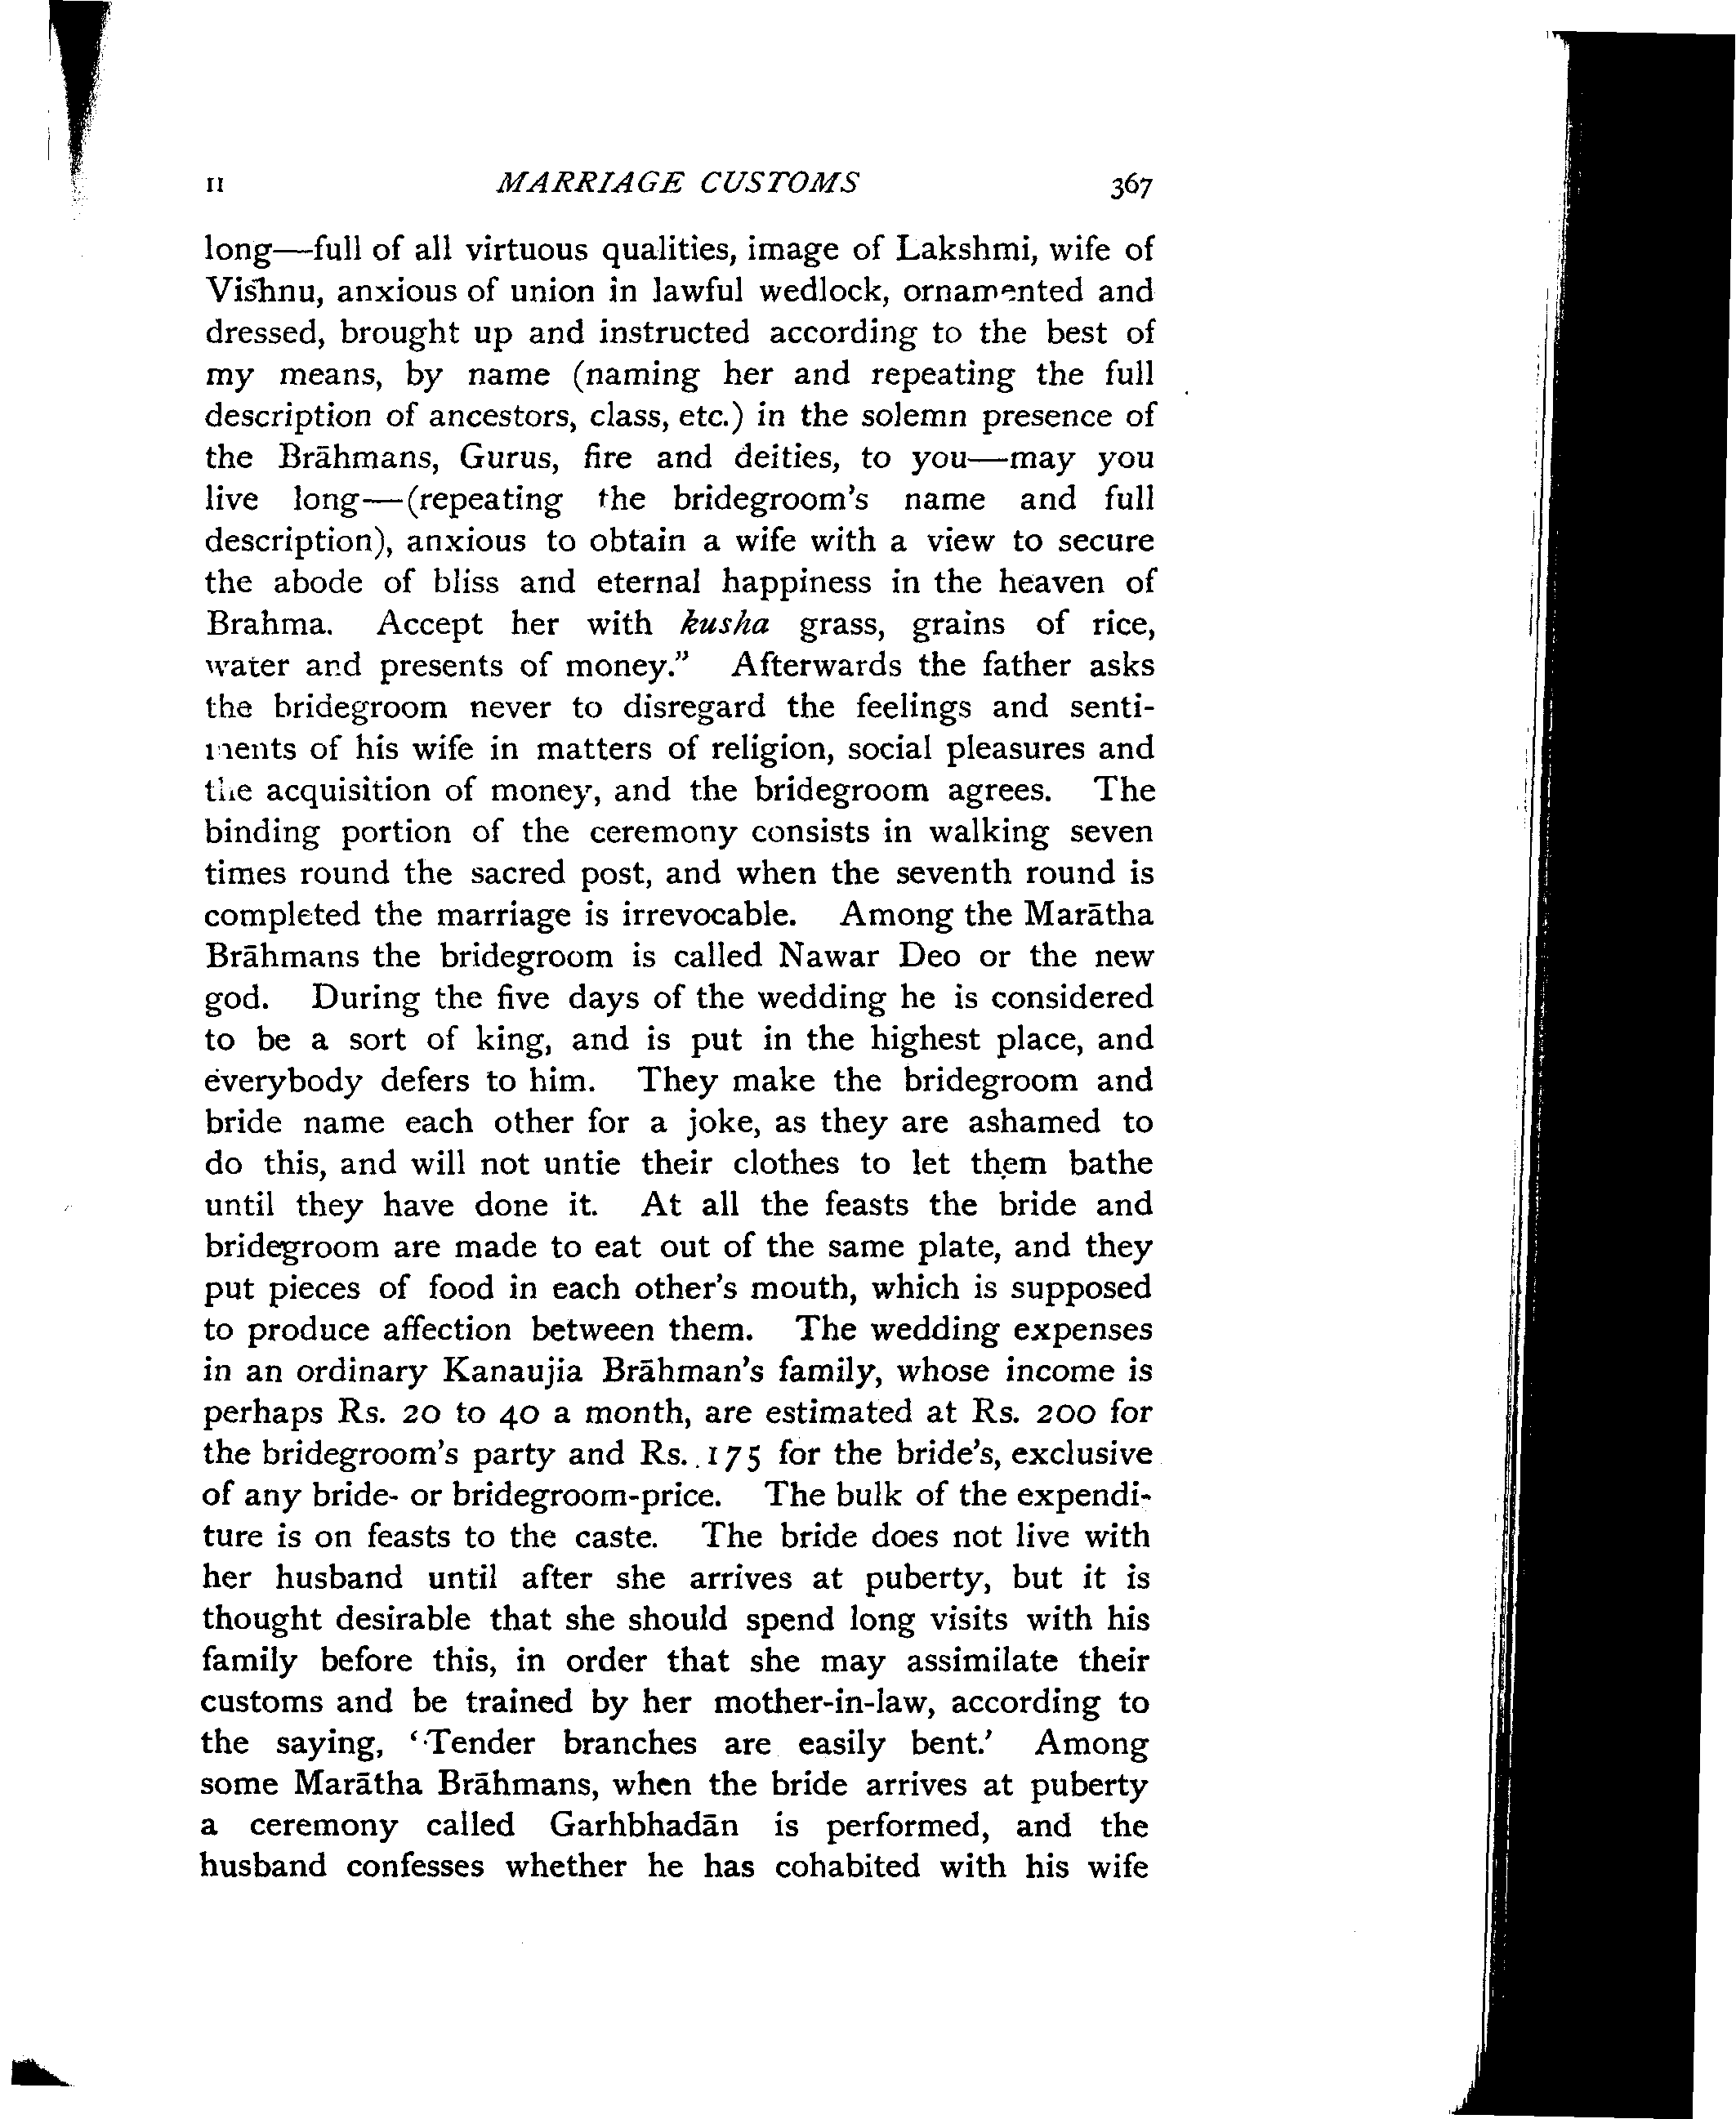 II MARRIAGE CUSTOMS 367
long—full of all virtuous qualities, image of Lakshmi, wife of
Vishnu, anxious of union in lawful wedlock, ornamented and
dressed, brought up and instructed according to the best of
my means, by name (naming her and repeating the full
description of ancestors, class, etc.) in the solemn presence of
the Brāhmans, Gurus, fire and deities, to you—may you
live long—(repeating the bridegroom's name and full
description), anxious to obtain a wife with a view to secure
the abode of bliss and eternal happiness in the heaven of
Brahma. Accept her with kusha grass, grains of rice,
water and presents of money.” Afterwards the father asks
the bridegroom never to disregard the feelings and senti-
ments of his wife in matters of religion, social pleasures and
the acquisition of money, and the bridegroom agrees. The
binding portion of the ceremony consists in walking seven
times round the sacred post, and when the seventh round is
completed the marriage is irrevocable. Among the Marātha
Brāhmans the bridegroom is called Nawar Deo or the new
god. During the five days of the wedding he is considered
to be a sort of king, and is put in the highest place, and
everybody defers to him. They make the bridegroom and
bride name each other for a joke, as they are ashamed to
do this, and will not untie their clothes to let them bathe
until they have done it. At all the feasts the bride and
bridegroom are made to eat out of the same plate, and they
put pieces of food in each other's mouth, which is supposed
to produce affection between them. The wedding expenses
in an ordinary Kanaujia Brāhman's family, whose income is
perhaps Rs. 20 to 40 a month, are estimated at Rs. 200 for
the bridegroom's party and Rs. 175 for the bride's, exclusive
of any bride- or bridegroom-price. The bulk of the expendi-
ture is on feasts to the caste. The bride does not live with
her husband until after she arrives at puberty, but it is
thought desirable that she should spend long visits with his
family before this, in order that she may assimilate their
customs and be trained by her mother-in-law, according to
the saying, ‘Tender branches are easily bent.’ Among
some Marātha Brāhmans, when the bride arrives at puberty
a ceremony called Garhbhadān is performed, and the
husband confesses whether he has cohabited with his wife